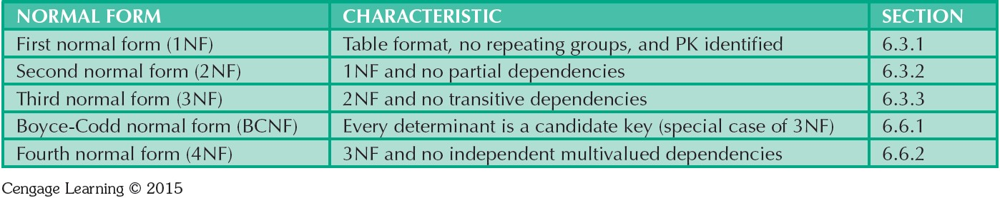 NORMAL FORM CHARACTERISTIC SECTION
First normal form (1NF) Table format, no repeating groups, and PK identified 6.3.1
Second normal form (2NF) 1NF and no partial dependencies 6.3.2
Third normal form (3NF) 2NF and no transitive dependencies 6.3.3
Boyce-Codd normal form (BCNF) Every determinant is a candidate key (special case of 3NF) 6.6.1
Fourth normal form (4NF) 3NF and no independent multivalued dependencies 6.6.2
Cengage Learning © 2015